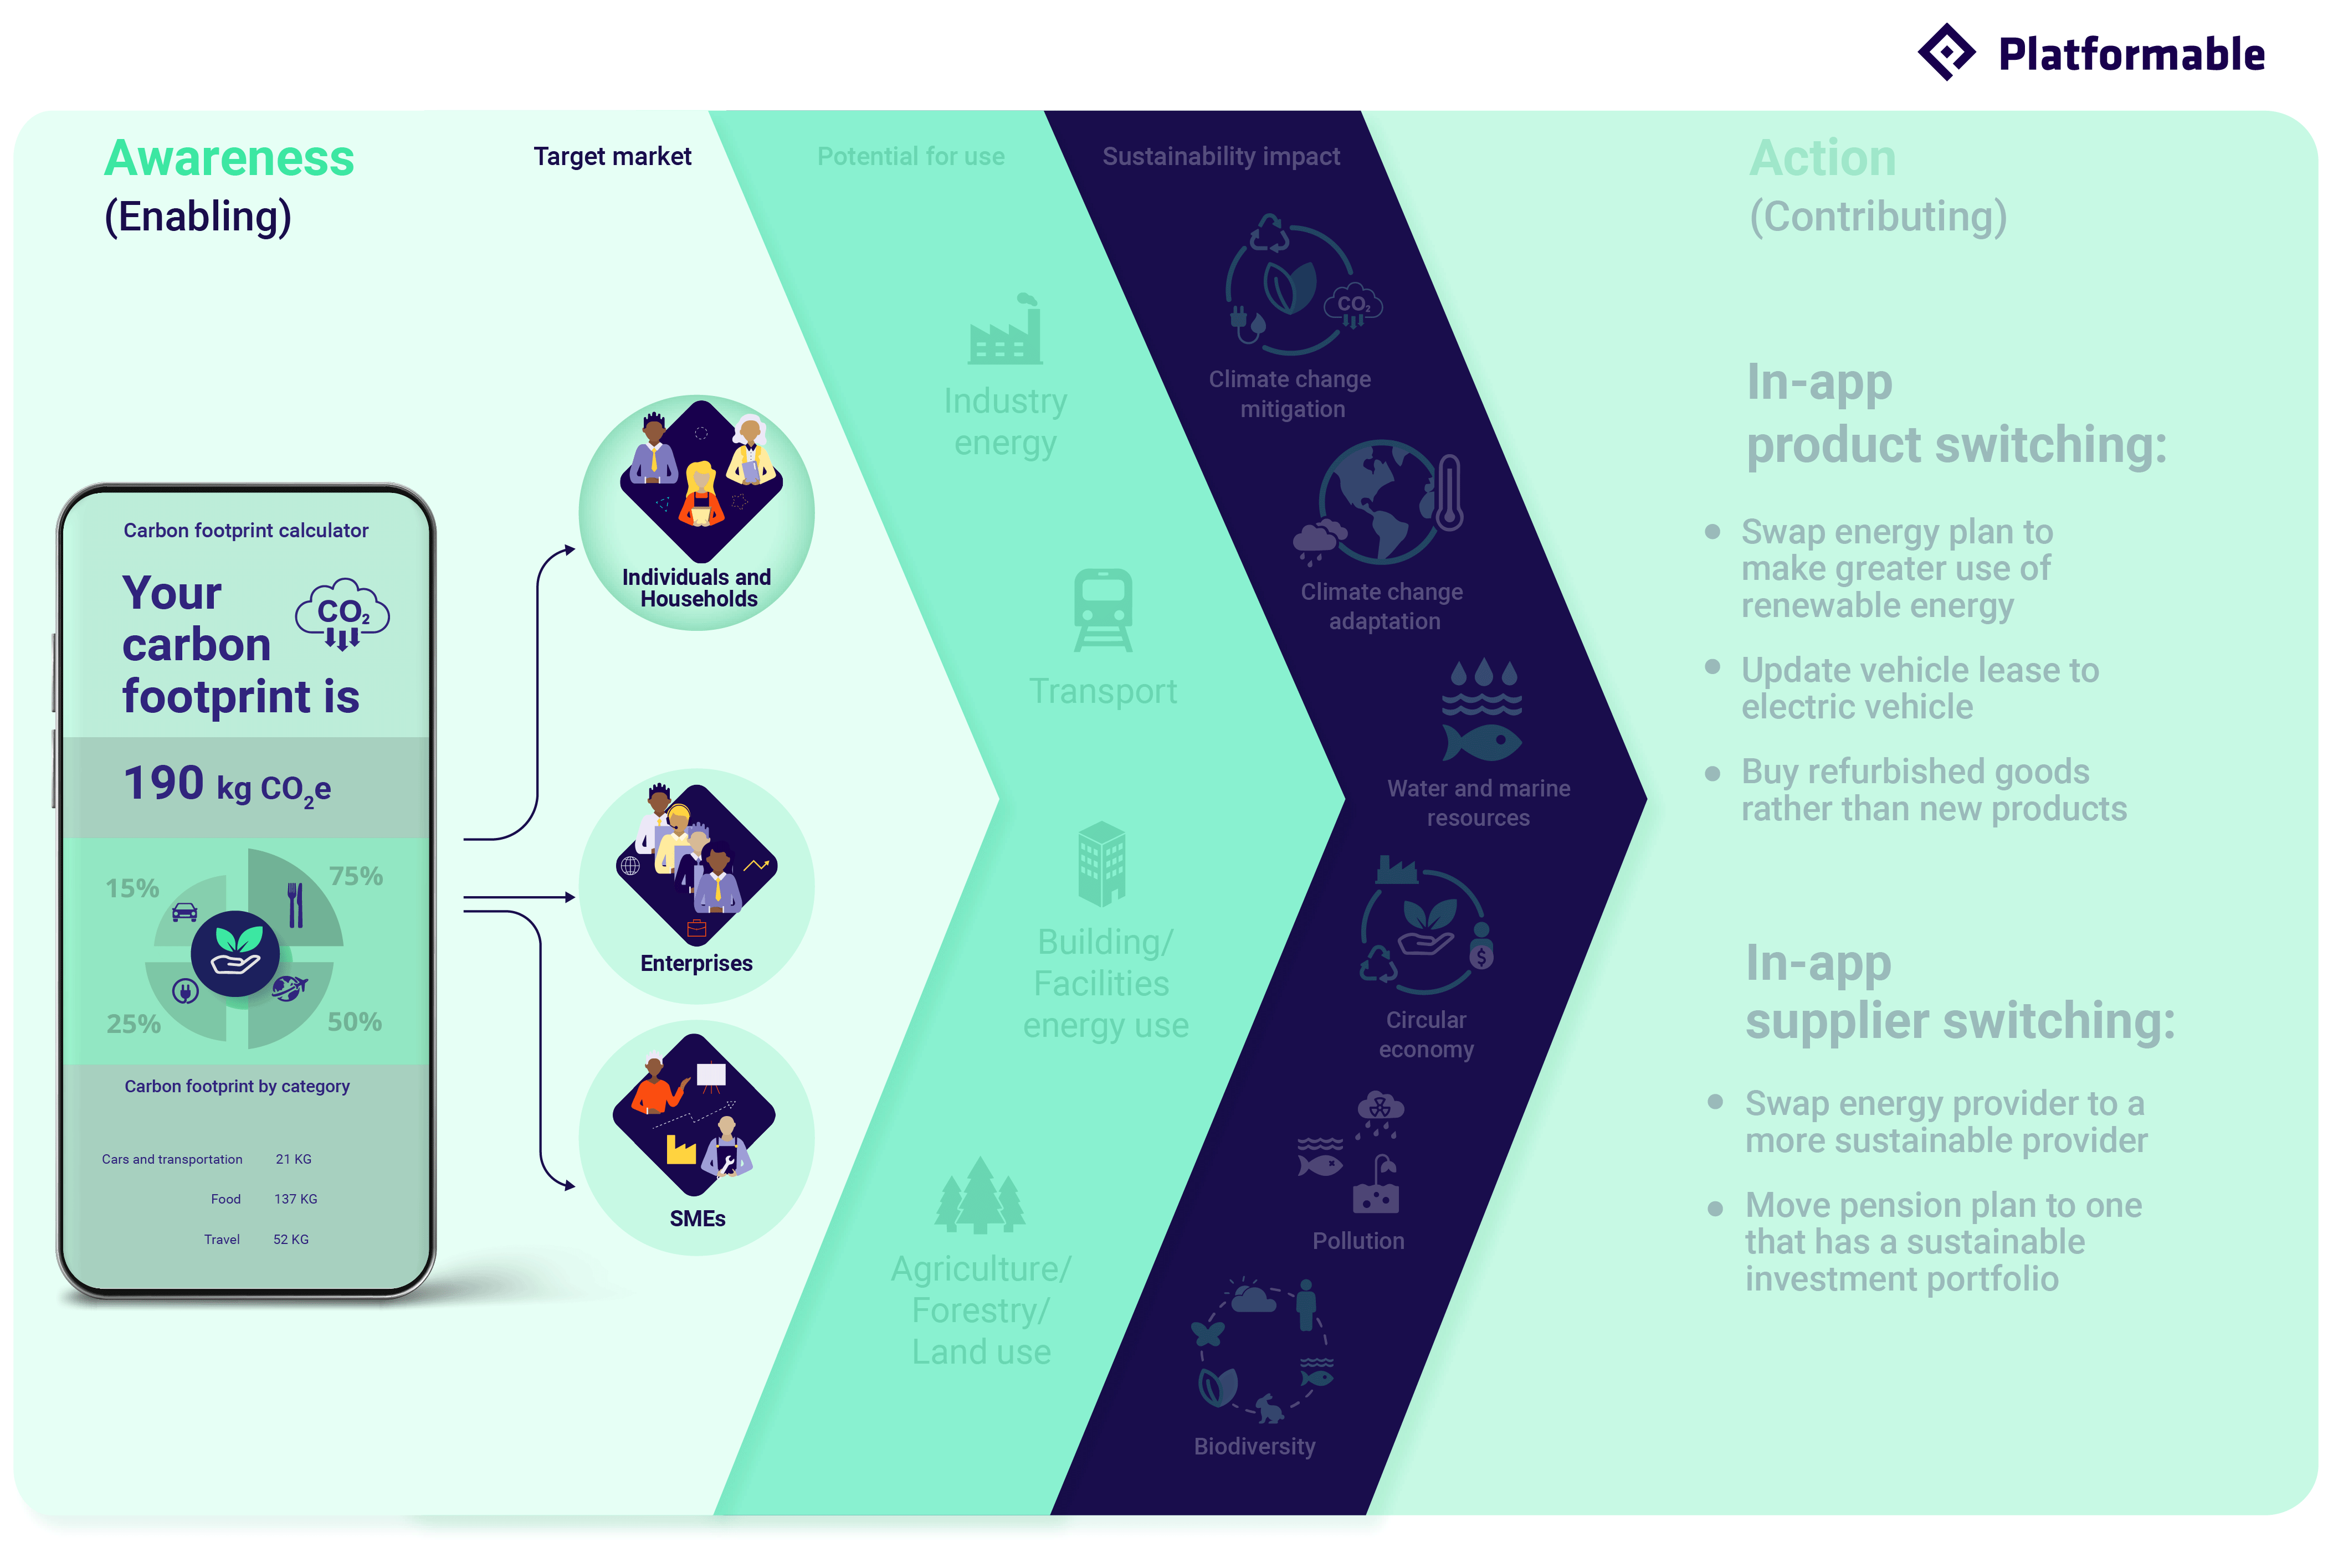 Platformable
Awareness
(Enabling)
Target market
Potential for use
Sustainability impact
Action
(Contributing)
Carbon footprint calculator
Your
carbon
footprint is
CO₂
190 kg CO₂e
15%
75%
25%
50%
Carbon footprint by category
Cars and transportation 21 KG
Food 137 KG
Travel 52 KG
Individuals and
Households
Enterprises
SMEs
Industry
energy
Transport
Building/
Facilities
energy use
Agriculture/
Forestry/
Land use
CO₂
Climate change
mitigation
Climate change
adaptation
Water and marine
resources
$
Circular
economy
Pollution
Biodiversity
In-app
product switching:
• Swap energy plan to
make greater use of
renewable energy
• Update vehicle lease to
electric vehicle
• Buy refurbished goods
rather than new products
In-app
supplier switching:
• Swap energy provider to a
more sustainable provider
• Move pension plan to one
that has a sustainable
investment portfolio